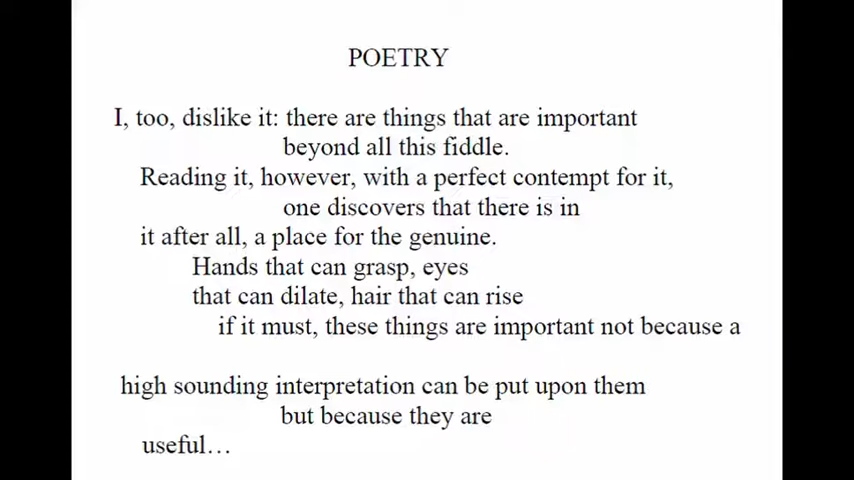 POETRY
I, too, dislike it: there are things that are important
beyond all this fiddle.
Reading it, however, with a perfect contempt for it,
one discovers that there is in
it after all, a place for the genuine.
Hands that can grasp, eyes
that can dilate, hair that can rise
if it must, these things are important not because a
high sounding interpretation can be put upon them
but because they are
useful…